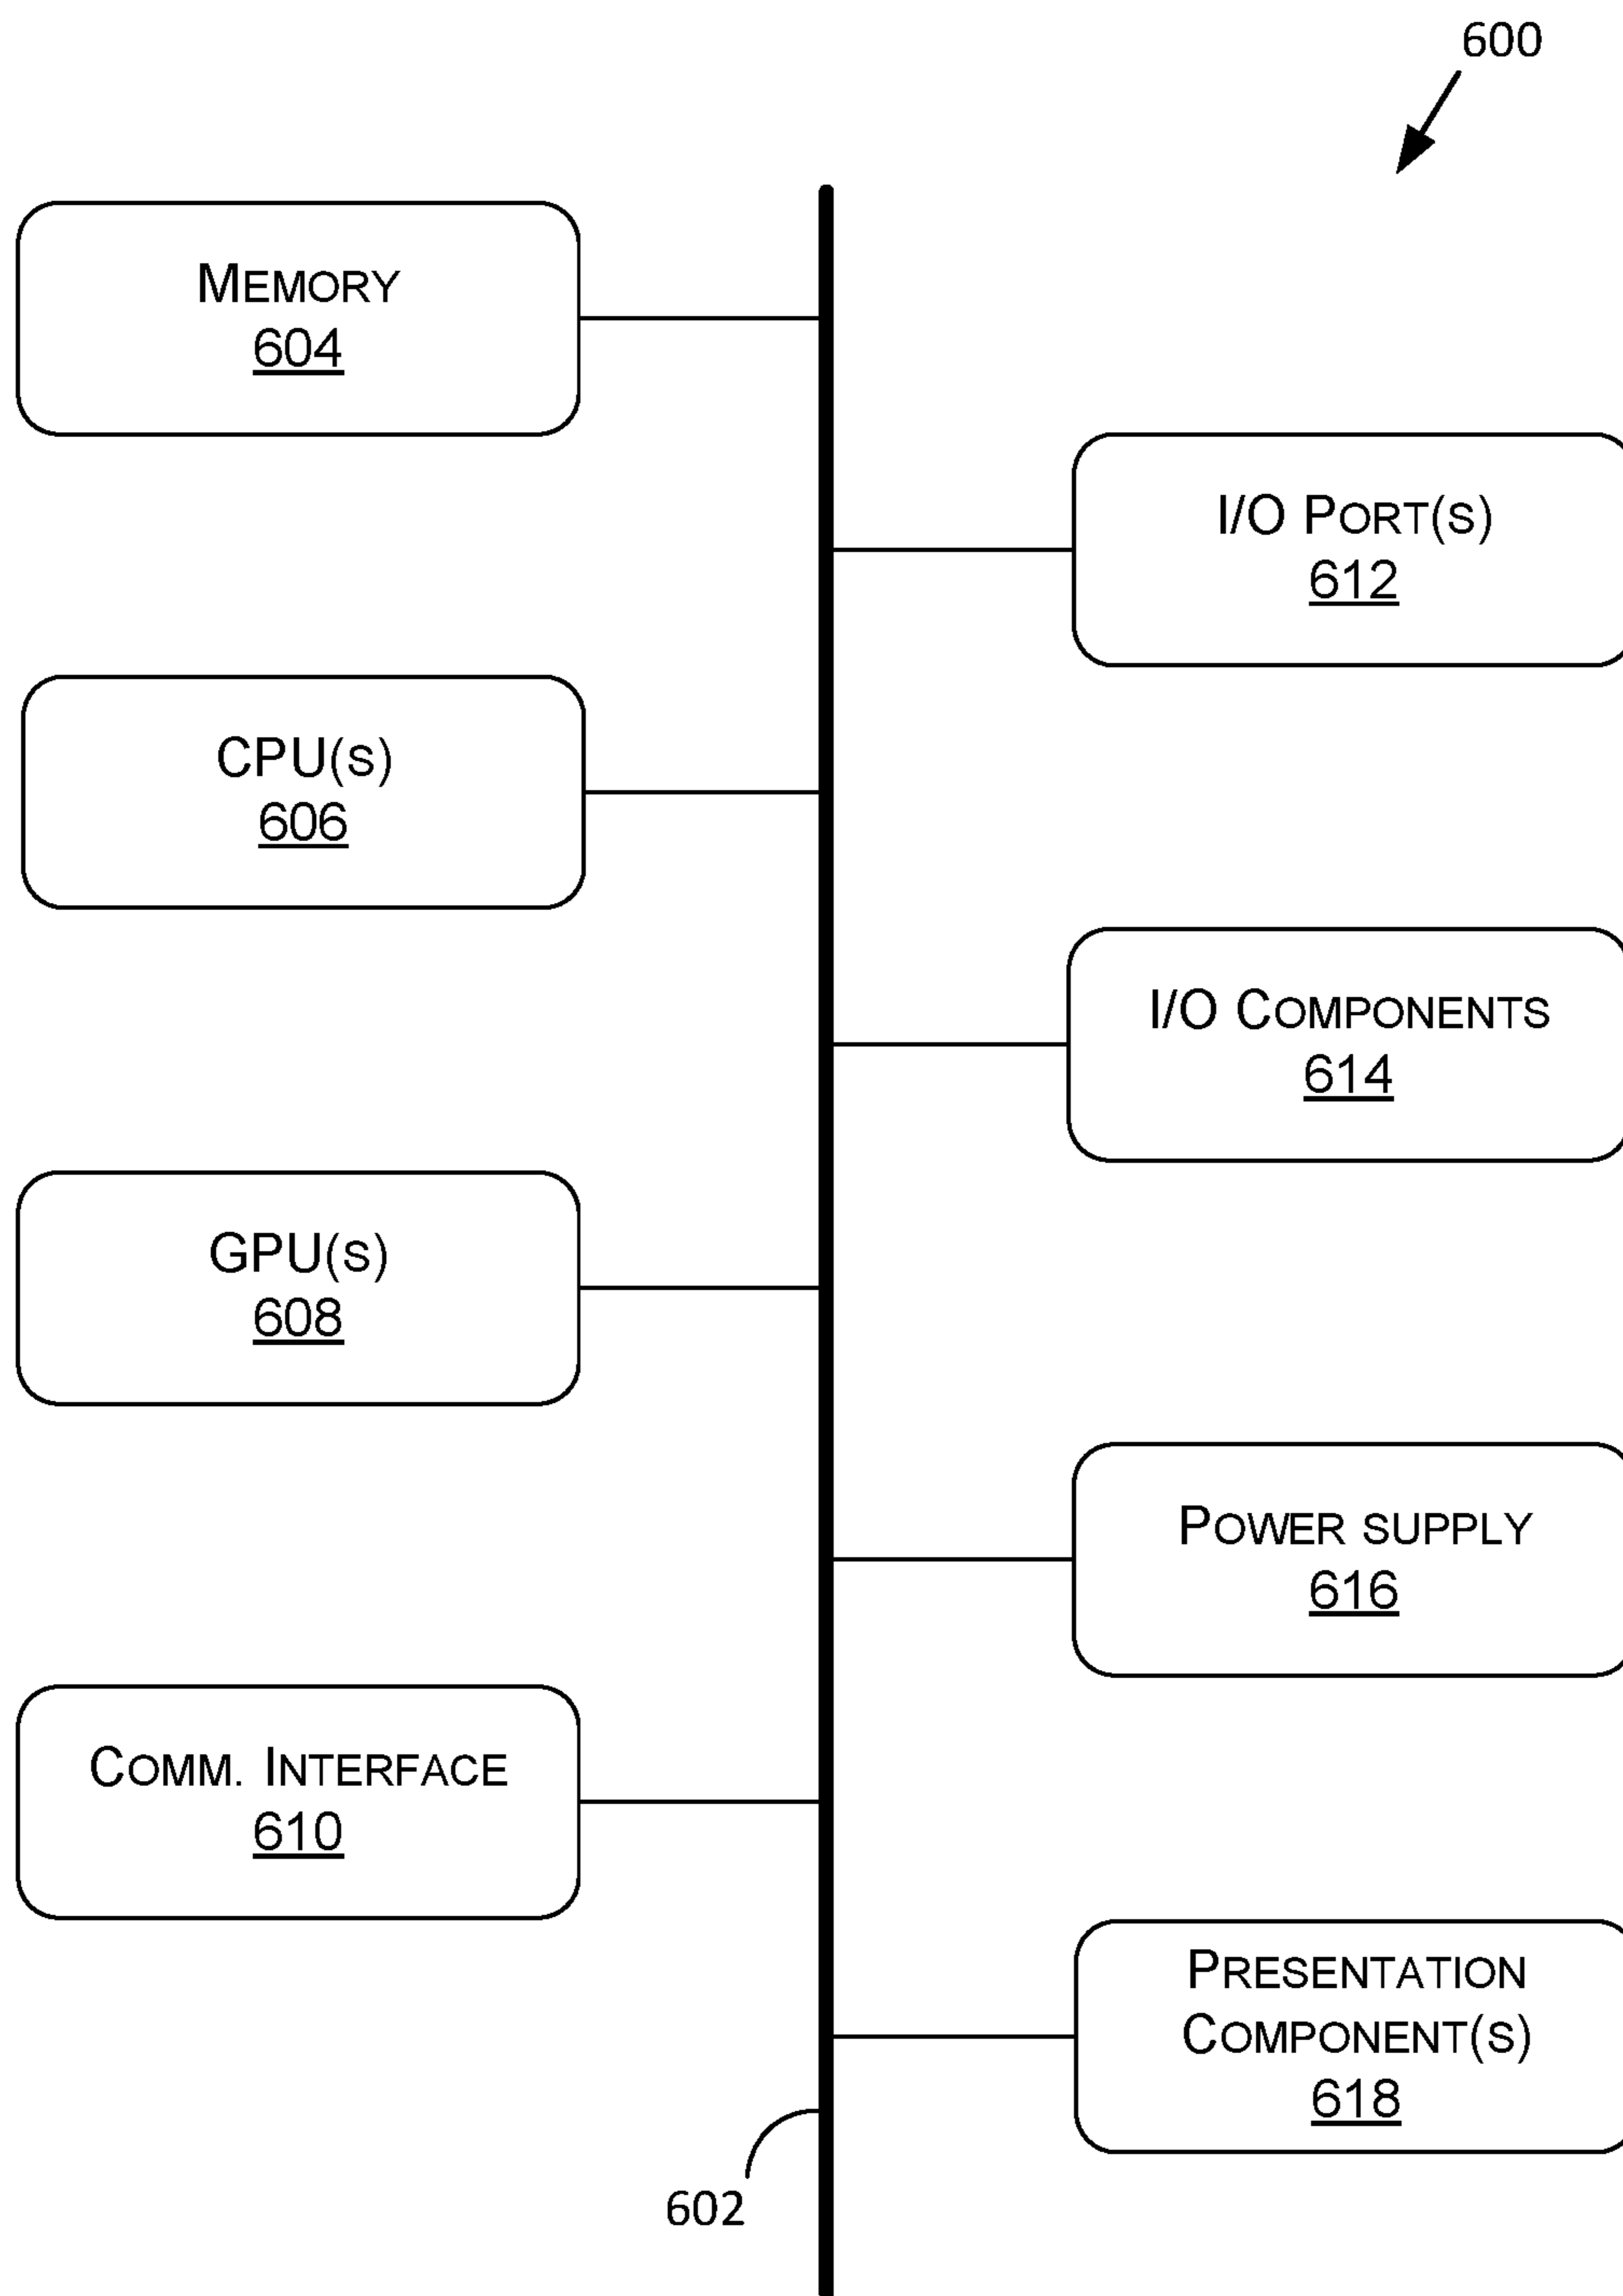 600
MEMORY
604
I/O PORT(S)
612
CPU(S)
606
I/O COMPONENTS
614
GPU(S)
608
POWER SUPPLY
616
COMM. INTERFACE
610
PRESENTATION
COMPONENT(S)
618
602